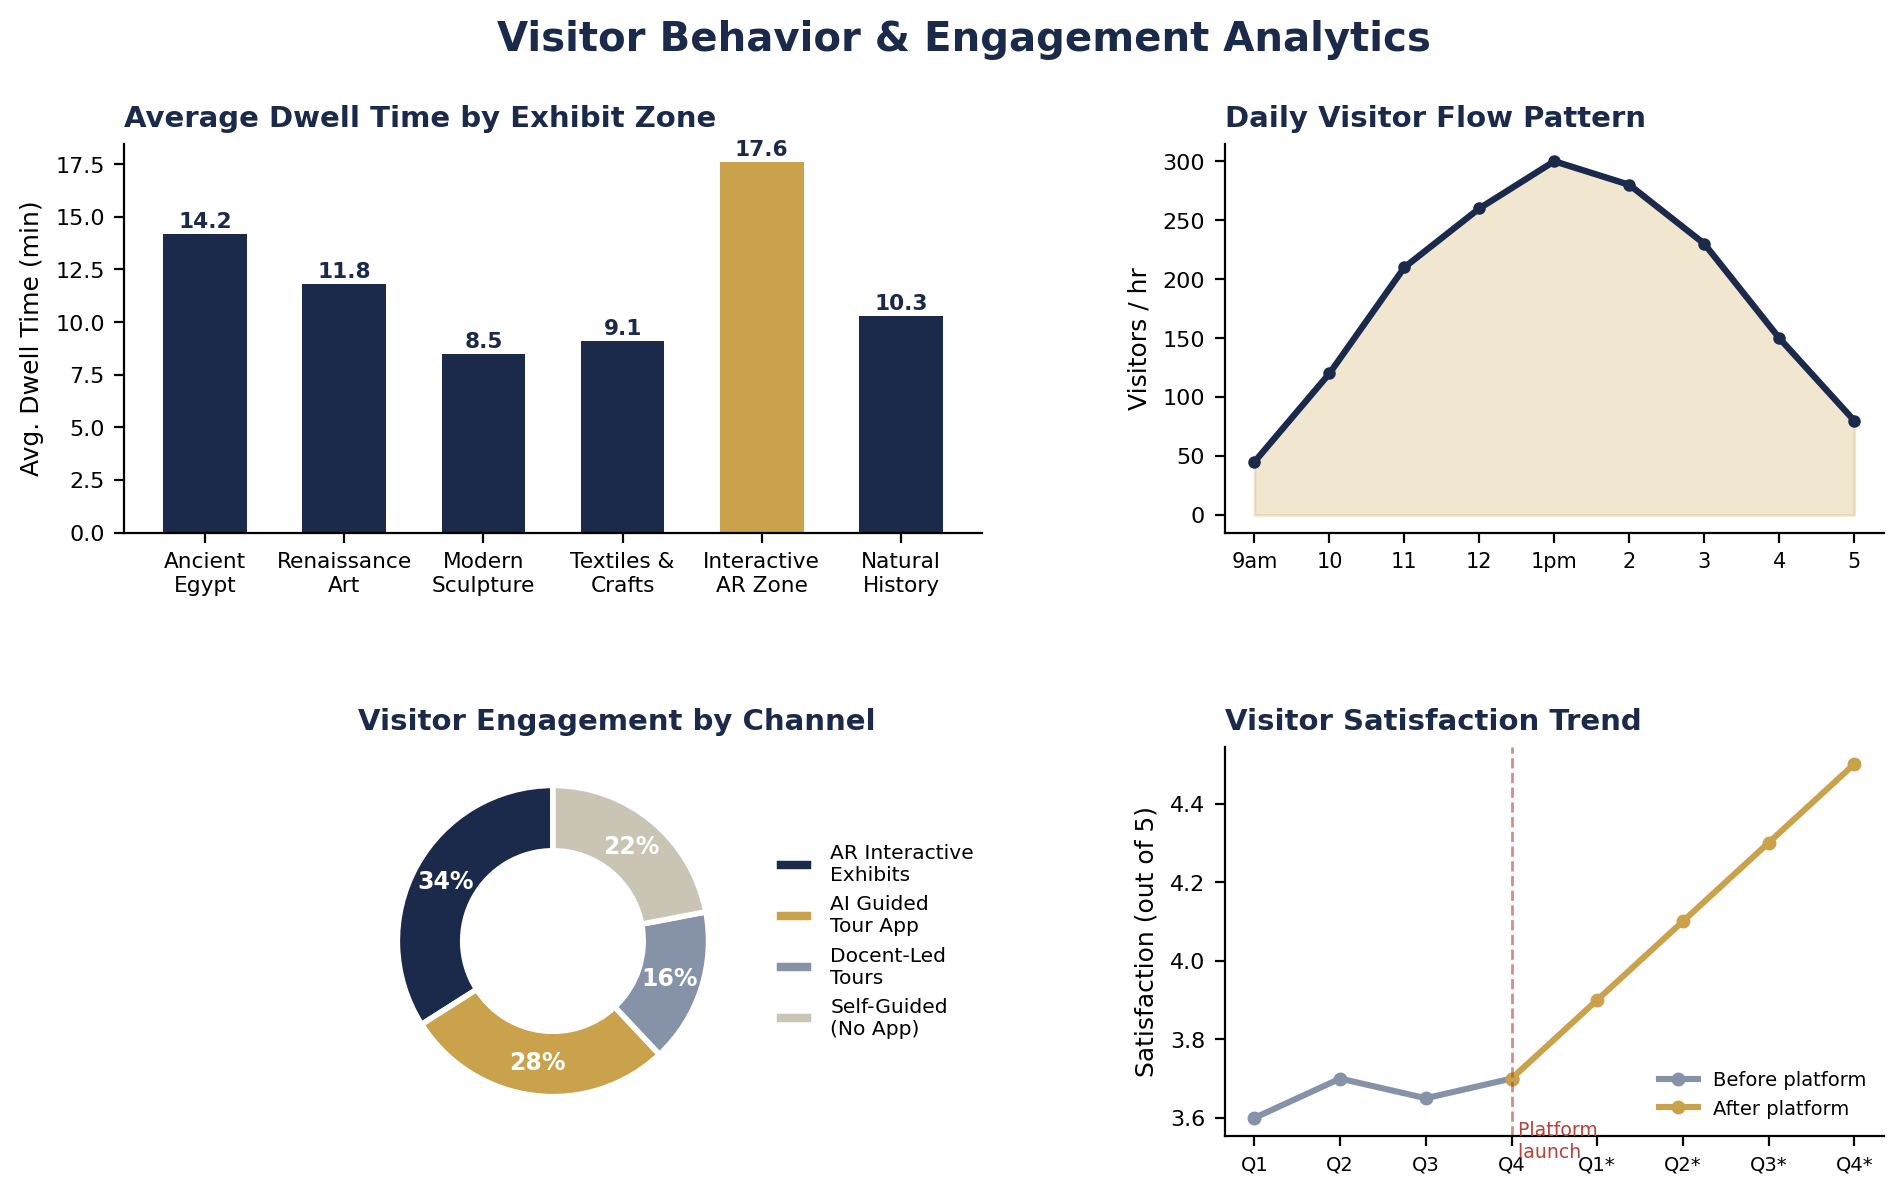 Visitor Behavior & Engagement Analytics
Average Dwell Time by Exhibit Zone
Avg. Dwell Time (min)
17.5
15.0
12.5
10.0
7.5
5.0
2.5
0.0
14.2
11.8
8.5
9.1
17.6
10.3
Ancient
Egypt
Renaissance
Art
Modern
Sculpture
Textiles &
Crafts
Interactive
AR Zone
Natural
History
Daily Visitor Flow Pattern
Visitors / hr
300
250
200
150
100
50
0
9am
10
11
12
1pm
2
3
4
5
Visitor Engagement by Channel
34%
28%
16%
22%
AR Interactive
Exhibits
AI Guided
Tour App
Docent-Led
Tours
Self-Guided
(No App)
Visitor Satisfaction Trend
Satisfaction (out of 5)
4.4
4.2
4.0
3.8
3.6
Before platform
After platform
Platform
launch
Q1
Q2
Q3
Q4
Q1*
Q2*
Q3*
Q4*